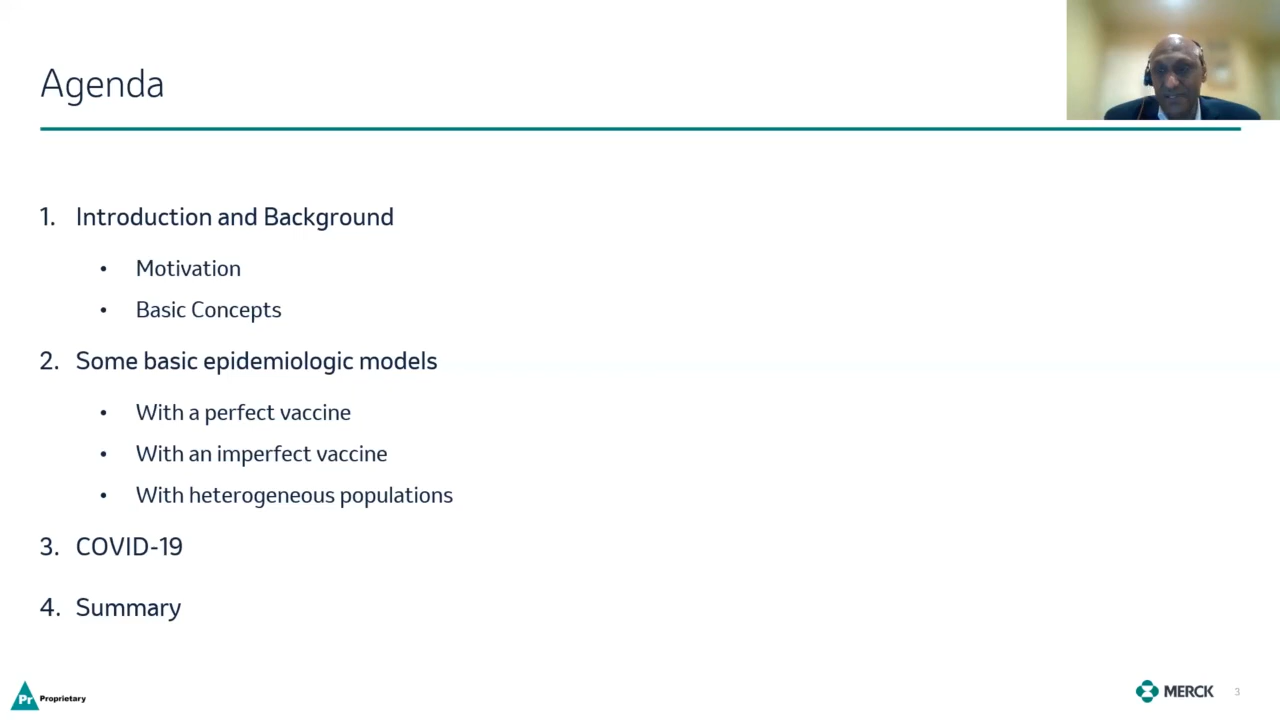 Agenda
1. Introduction and Background
• Motivation
• Basic Concepts
2. Some basic epidemiologic models
• With a perfect vaccine
• With an imperfect vaccine
• With heterogeneous populations
3. COVID-19
4. Summary
Pr Proprietary
MERCK 3